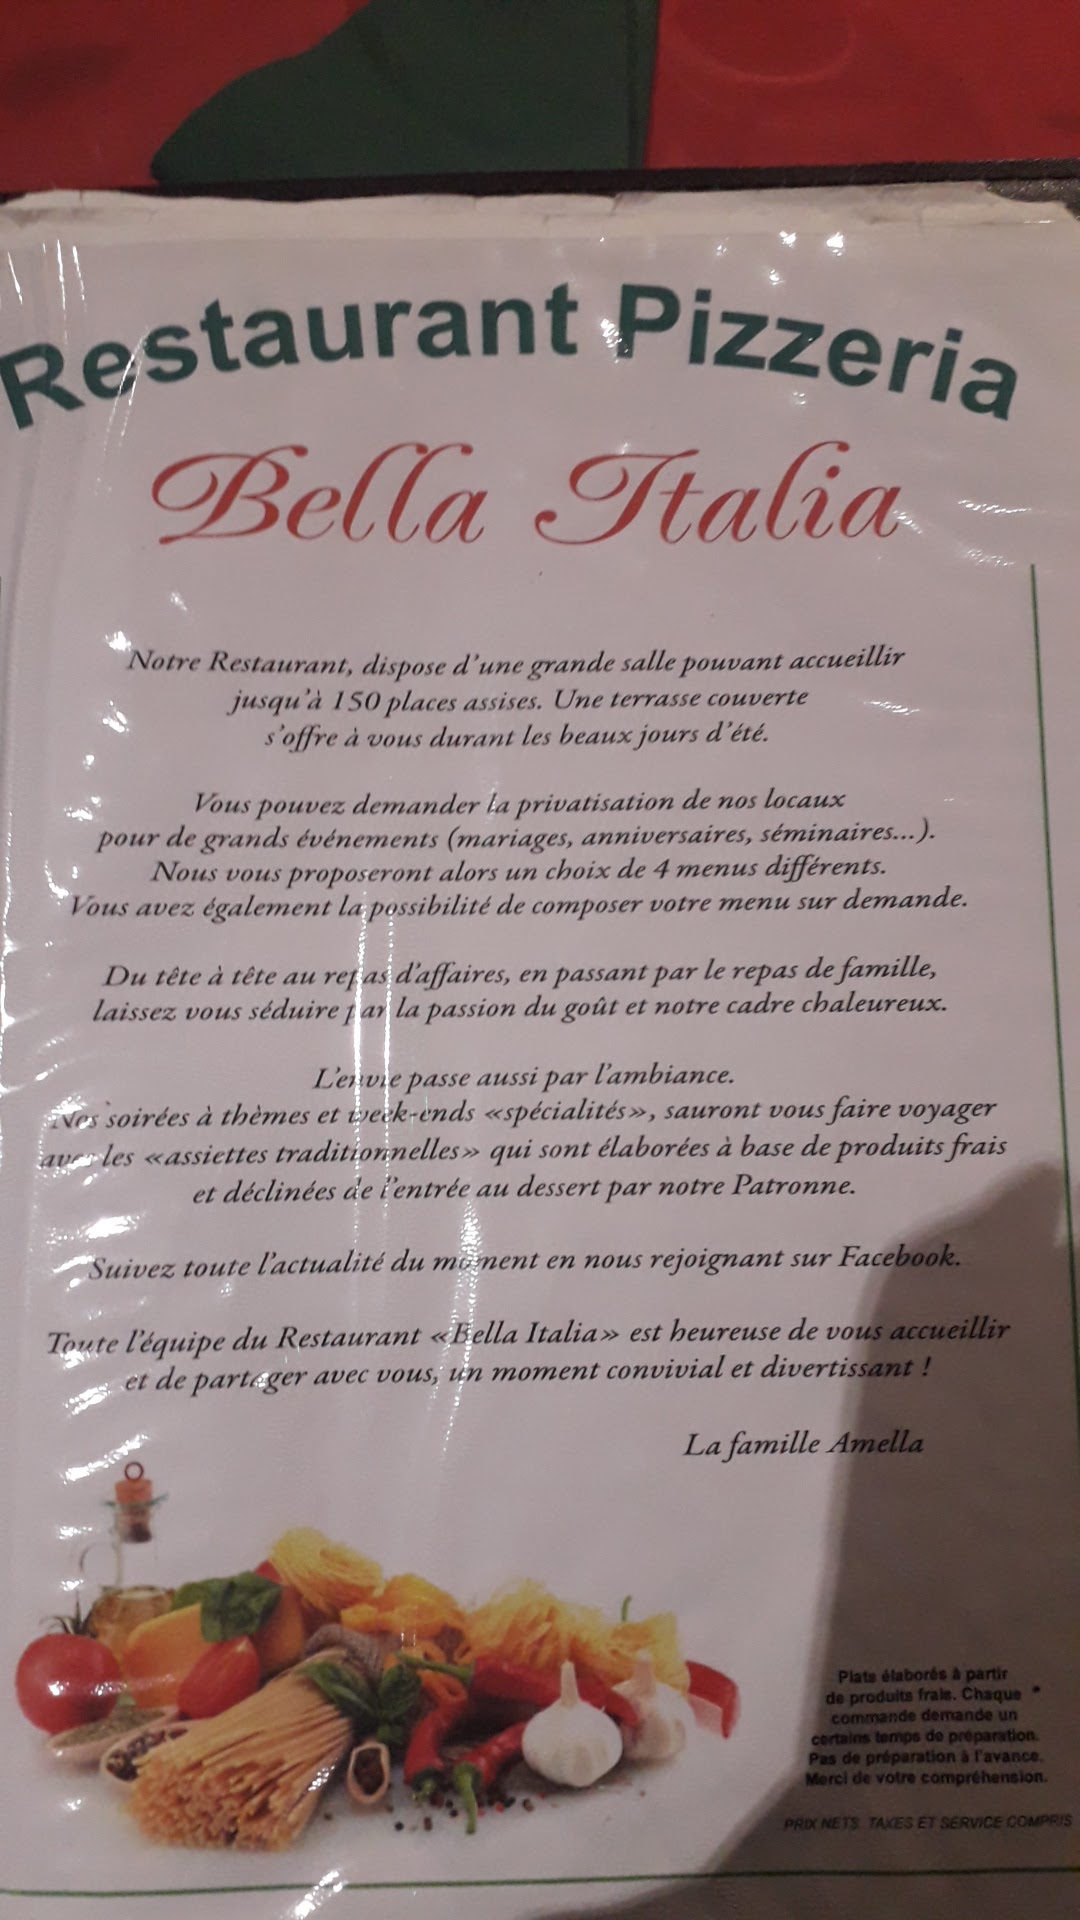 Restaurant Pizzeria
Bella Italia
Notre Restaurant, dispose d'une grande salle pouvant accueillir
jusqu'à 150 places assises. Une terrasse couverte
s'offre à vous durant les beaux jours d'été.
Vous pouvez demander la privatisation de nos locaux
pour de grands événements (mariages, anniversaires, séminaires...).
Nous vous proposeront alors un choix de 4 menus différents.
Vous avez également la possibilité de composer votre menu sur demande.
Du tête à tête au repas d'affaires, en passant par le repas de famille,
laissez vous séduire par la passion du goût et notre cadre chaleureux.
L'envie passe aussi par l'ambiance.
Nos soirées à thèmes et week-ends «spécialités», sauront vous faire voyager
avec les «assiettes traditionnelles» qui sont élaborées à base de produits frais
et déclinées de l'entrée au dessert par notre Patronne.
Suivez toute l'actualité du moment en nous rejoignant sur Facebook.
Toute l'équipe du Restaurant «Bella Italia» est heureuse de vous accueillir
et de partager avec vous, un moment convivial et divertissant !
La famille Amella
Plats élaborés à partir
de produits frais. Chaque
commande demande un
certains temps de préparation.
Pas de préparation à l'avance.
Merci de votre compréhension.
PRIX NETS. TAXES ET SERVICE COMPRIS